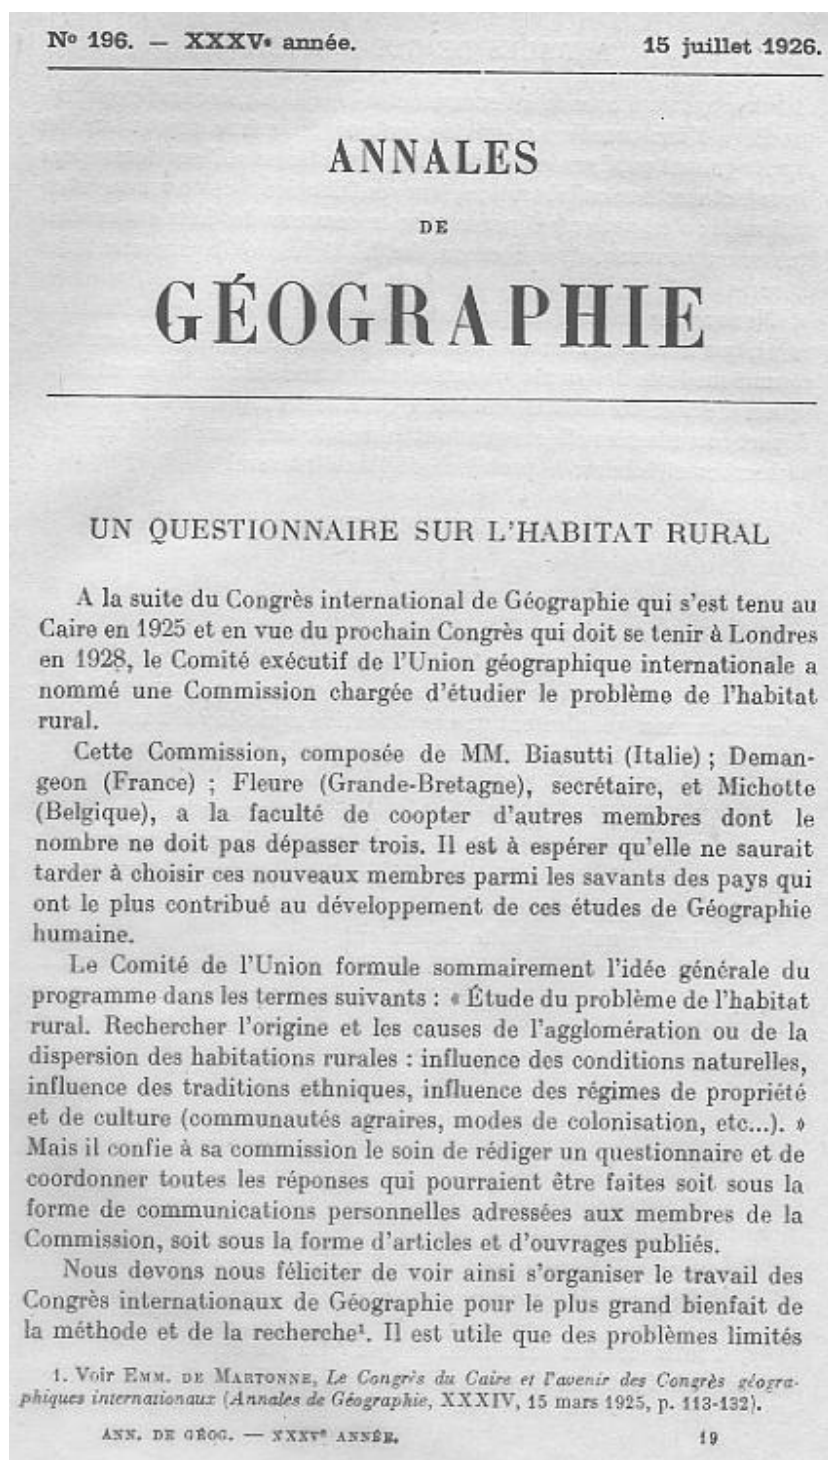 Nº 196. — XXXVᵉ année. 15 juillet 1926.
ANNALES
DE
GÉOGRAPHIE
UN QUESTIONNAIRE SUR L'HABITAT RURAL
A la suite du Congrès international de Géographie qui s'est tenu au
Caire en 1925 et en vue du prochain Congrès qui doit se tenir à Londres
en 1928, le Comité exécutif de l'Union géographique internationale a
nommé une Commission chargée d'étudier le problème de l'habitat
rural.
Cette Commission, composée de MM. Biasutti (Italie) ; Deman-
geon (France) ; Fleure (Grande-Bretagne), secrétaire, et Michotte
(Belgique), a la faculté de coopter d'autres membres dont le
nombre ne doit pas dépasser trois. Il est à espérer qu'elle ne saurait
tarder à choisir ces nouveaux membres parmi les savants des pays qui
ont le plus contribué au développement de ces études de Géographie
humaine.
Le Comité de l'Union formule sommairement l'idée générale du
programme dans les termes suivants : « Étude du problème de l'habitat
rural. Rechercher l'origine et les causes de l'agglomération ou de la
dispersion des habitations rurales : influence des conditions naturelles,
influence des traditions ethniques, influence des régimes de propriété
et de culture (communautés agraires, modes de colonisation, etc...). »
Mais il confie à sa commission le soin de rédiger un questionnaire et de
coordonner toutes les réponses qui pourraient être faites soit sous la
forme de communications personnelles adressées aux membres de la
Commission, soit sous la forme d'articles et d'ouvrages publiés.
Nous devons nous féliciter de voir ainsi s'organiser le travail des
Congrès internationaux de Géographie pour le plus grand bienfait de
la méthode et de la recherche¹. Il est utile que des problèmes limités
1. Voir EMM. DE MARTONNE, Le Congrès du Caire et l'avenir des Congrès géogra-
phiques internationaux (Annales de Géographie, XXXIV, 15 mars 1925, p. 113-132).
ANN. DE GÉOG. — XXXVᵉ ANNÉE. 19